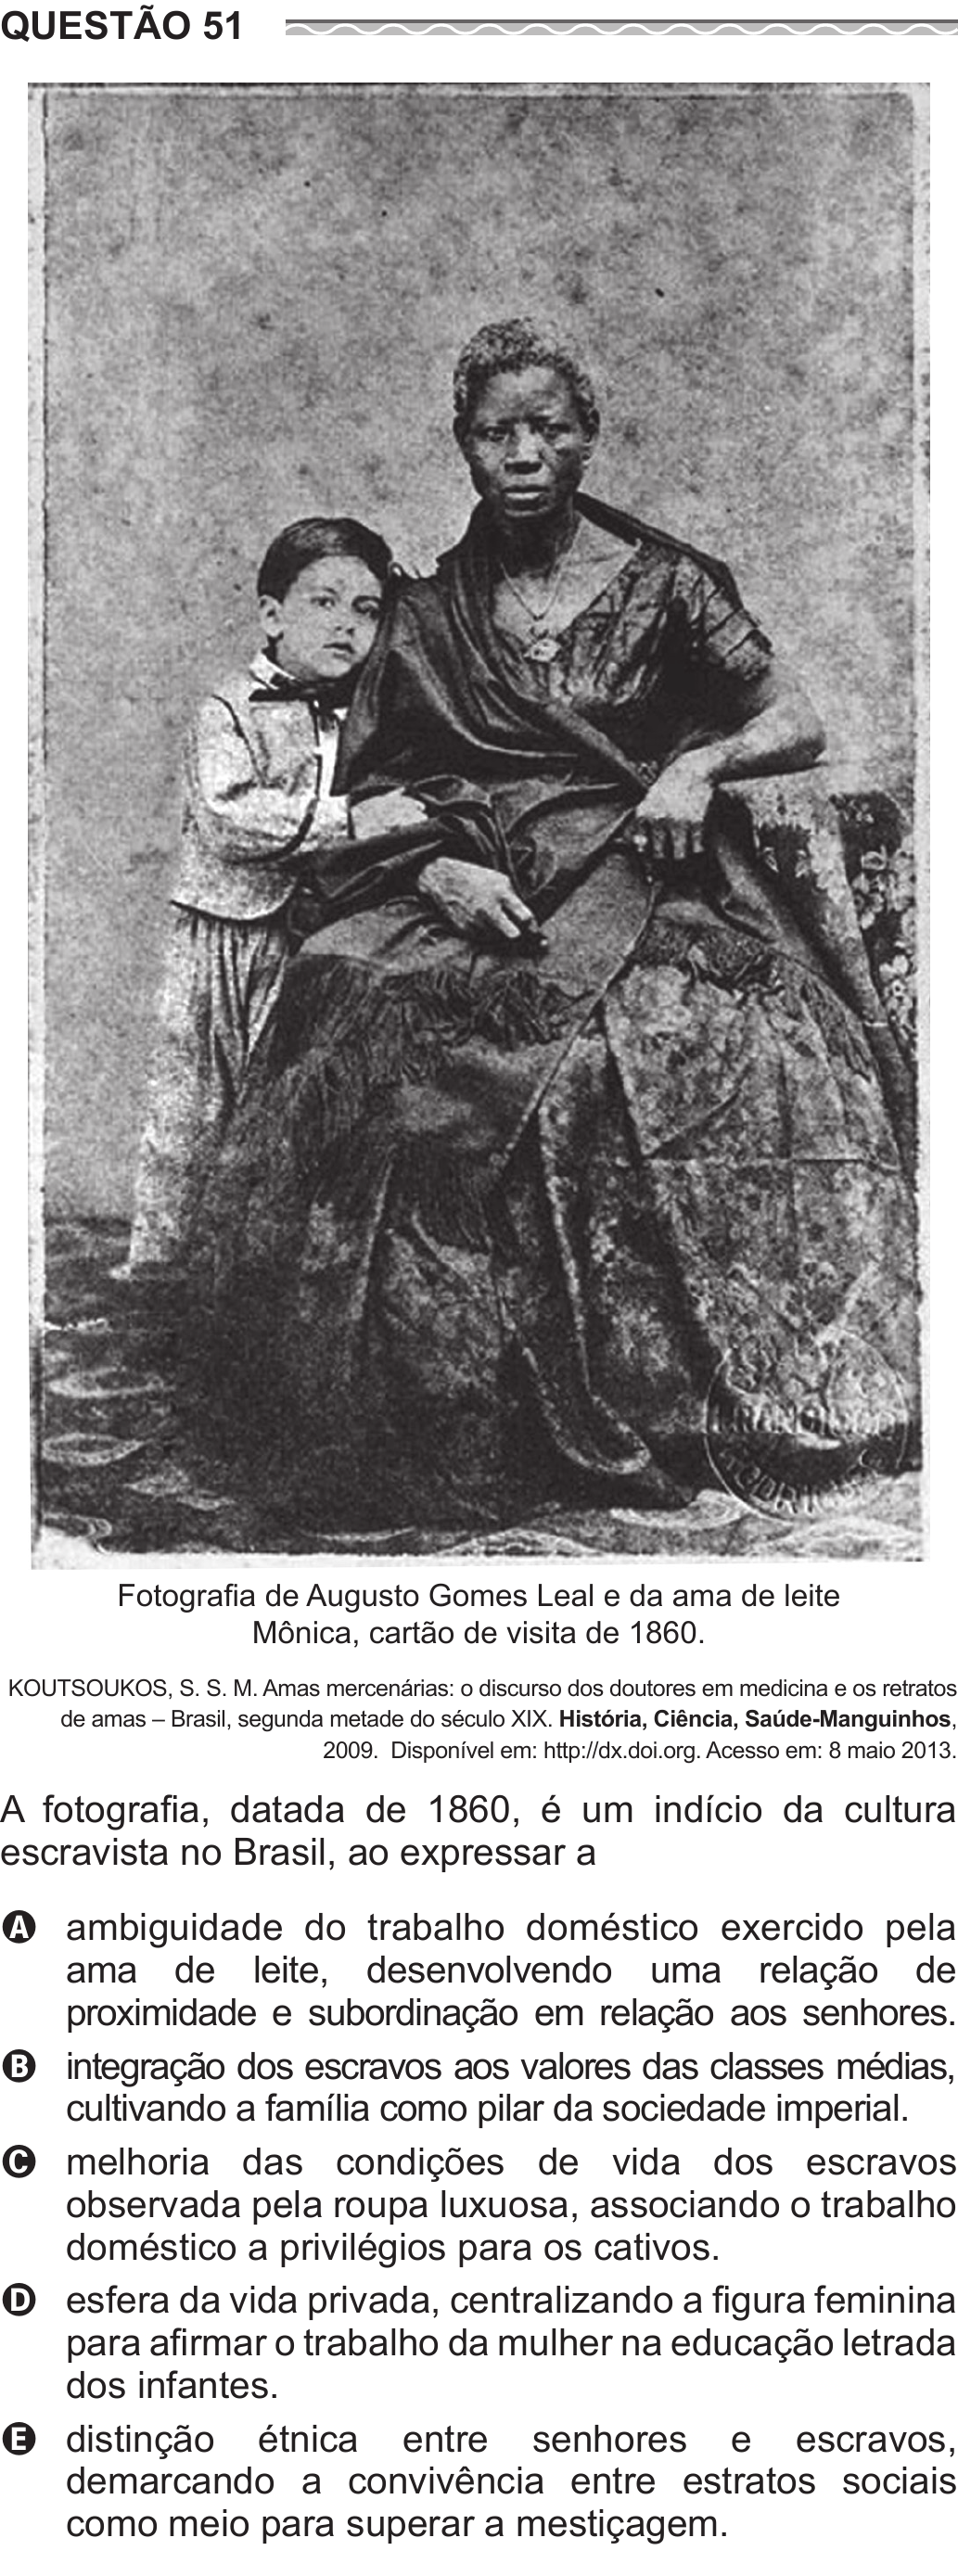 QUESTÃO 51
Fotografia de Augusto Gomes Leal e da ama de leite
Mônica, cartão de visita de 1860.
KOUTSOUKOS, S. S. M. Amas mercenárias: o discurso dos doutores em medicina e os retratos
de amas – Brasil, segunda metade do século XIX. História, Ciência, Saúde-Manguinhos,
2009. Disponível em: http://dx.doi.org. Acesso em: 8 maio 2013.
A fotografia, datada de 1860, é um indício da cultura
escravista no Brasil, ao expressar a
A ambiguidade do trabalho doméstico exercido pela
ama de leite, desenvolvendo uma relação de
proximidade e subordinação em relação aos senhores.
B integração dos escravos aos valores das classes médias,
cultivando a família como pilar da sociedade imperial.
C melhoria das condições de vida dos escravos
observada pela roupa luxuosa, associando o trabalho
doméstico a privilégios para os cativos.
D esfera da vida privada, centralizando a figura feminina
para afirmar o trabalho da mulher na educação letrada
dos infantes.
E distinção étnica entre senhores e escravos,
demarcando a convivência entre estratos sociais
como meio para superar a mestiçagem.